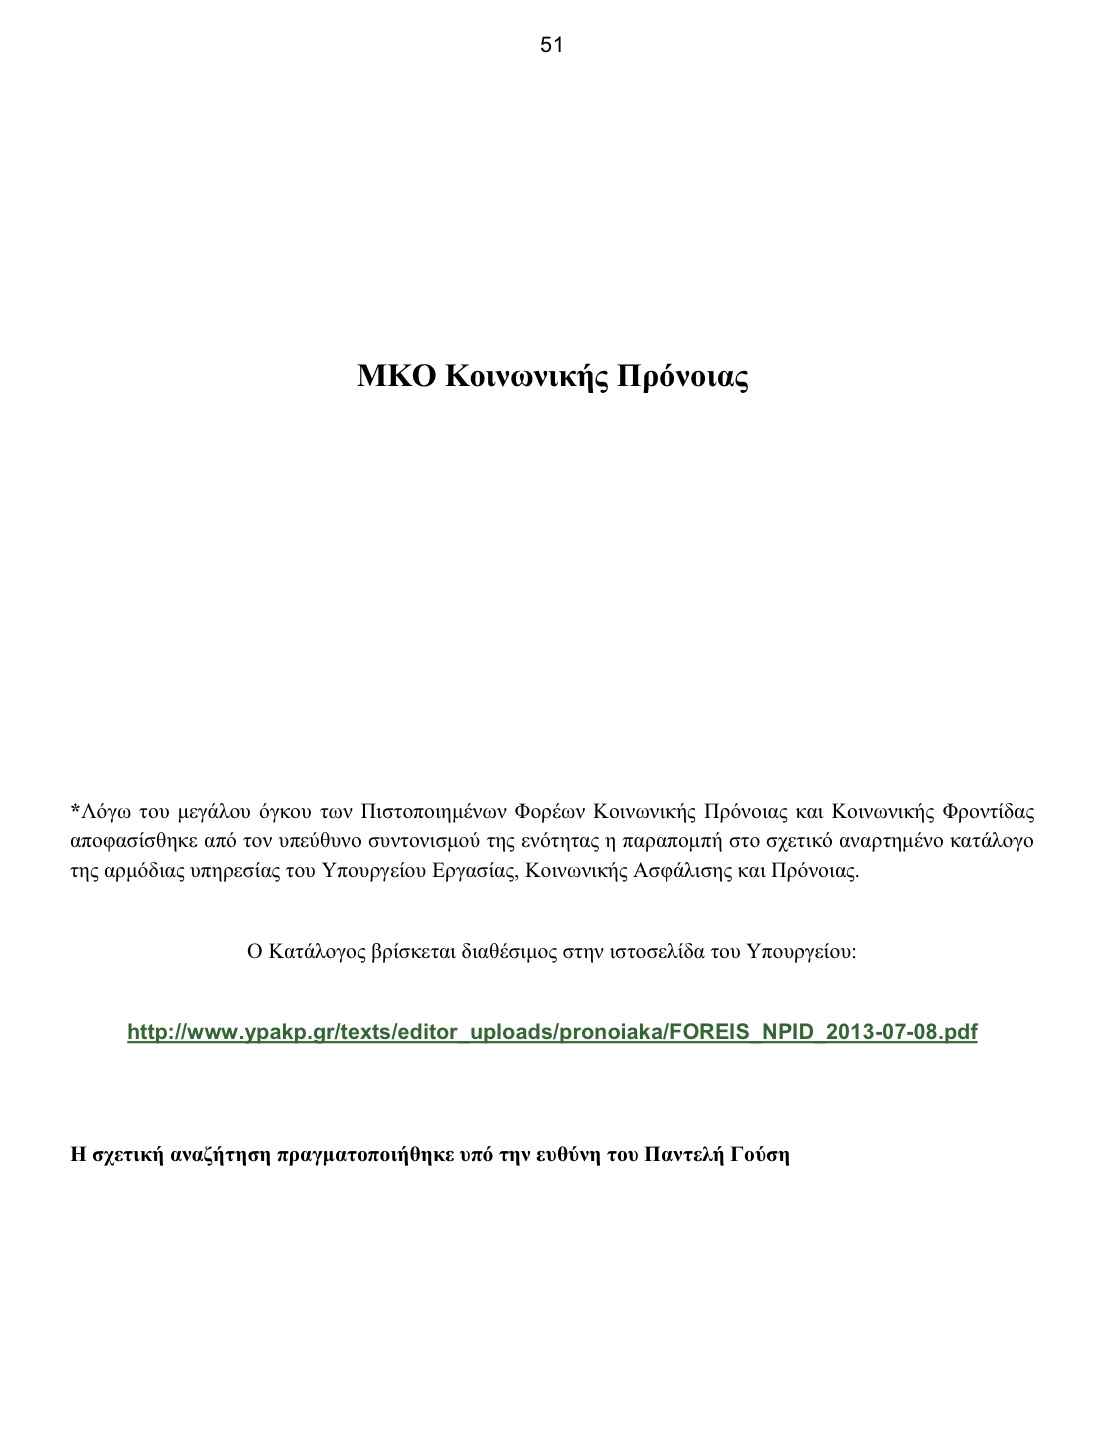 51
ΜΚΟ Κοινωνικής Πρόνοιας
*Λόγω του μεγάλου όγκου των Πιστοποιημένων Φορέων Κοινωνικής Πρόνοιας και Κοινωνικής Φροντίδας
αποφασίσθηκε από τον υπεύθυνο συντονισμού της ενότητας η παραπομπή στο σχετικό αναρτημένο κατάλογο
της αρμόδιας υπηρεσίας του Υπουργείου Εργασίας, Κοινωνικής Ασφάλισης και Πρόνοιας.
Ο Κατάλογος βρίσκεται διαθέσιμος στην ιστοσελίδα του Υπουργείου:
http://www.ypakp.gr/texts/editor_uploads/pronoiaka/FOREIS_NPID_2013-07-08.pdf
Η σχετική αναζήτηση πραγματοποιήθηκε υπό την ευθύνη του Παντελή Γούση